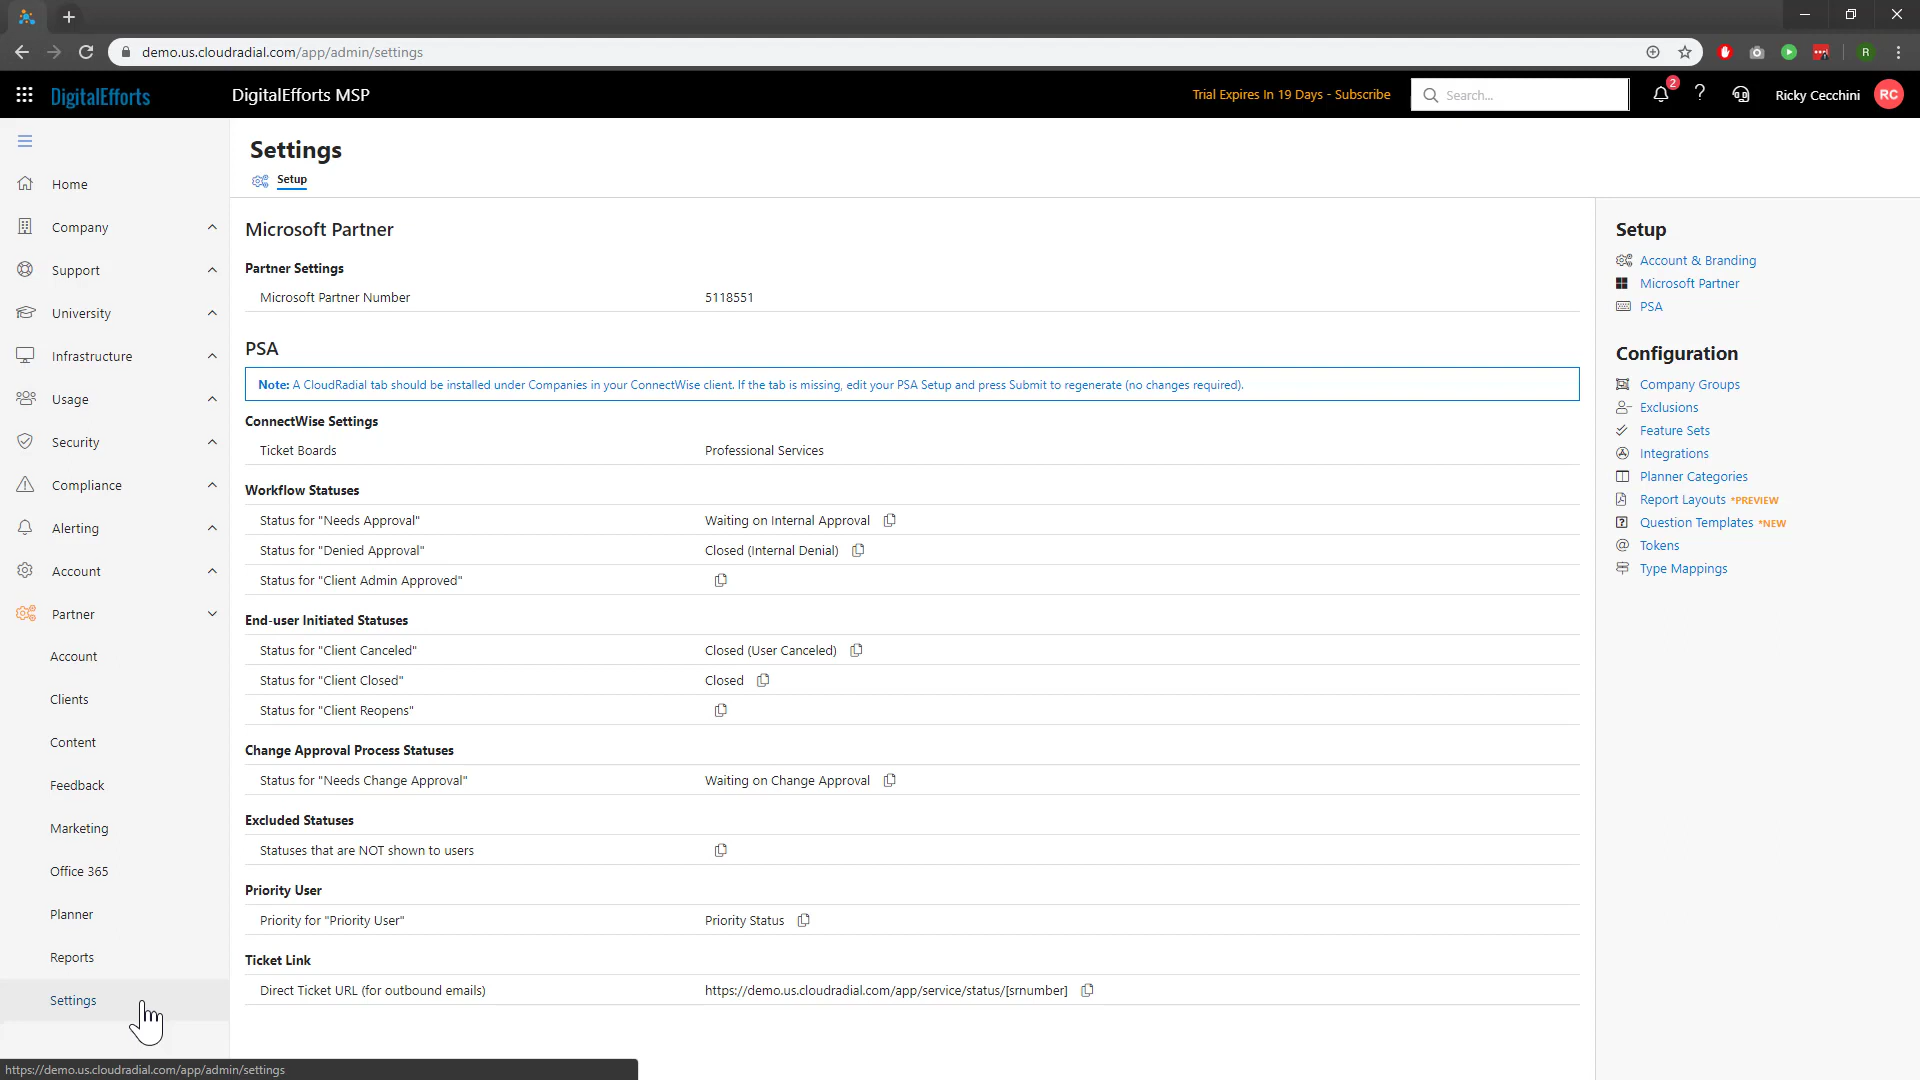 demo.us.cloudradial.com/app/admin/settings
R
DigitalEfforts
DigitalEfforts MSP
Trial Expires In 19 Days - Subscribe
Search...
2
?
Ricky Cecchini
RC
Home
Company
Support
University
Infrastructure
Usage
Security
Compliance
Alerting
Account
Partner
Account
Clients
Content
Feedback
Marketing
Office 365
Planner
Reports
Settings
Settings
Setup
Microsoft Partner
Partner Settings
Microsoft Partner Number 5118551
PSA
Note: A CloudRadial tab should be installed under Companies in your ConnectWise client. If the tab is missing, edit your PSA Setup and press Submit to regenerate (no changes required).
ConnectWise Settings
Ticket Boards Professional Services
Workflow Statuses
Status for "Needs Approval" Waiting on Internal Approval
Status for "Denied Approval" Closed (Internal Denial)
Status for "Client Admin Approved"
End-user Initiated Statuses
Status for "Client Canceled" Closed (User Canceled)
Status for "Client Closed" Closed
Status for "Client Reopens"
Change Approval Process Statuses
Status for "Needs Change Approval" Waiting on Change Approval
Excluded Statuses
Statuses that are NOT shown to users
Priority User
Priority for "Priority User" Priority Status
Ticket Link
Direct Ticket URL (for outbound emails) https://demo.us.cloudradial.com/app/service/status/[srnumber]
Setup
Account & Branding
Microsoft Partner
PSA
Configuration
Company Groups
Exclusions
Feature Sets
Integrations
Planner Categories
Report Layouts *PREVIEW
Question Templates *NEW
Tokens
Type Mappings
https://demo.us.cloudradial.com/app/admin/settings